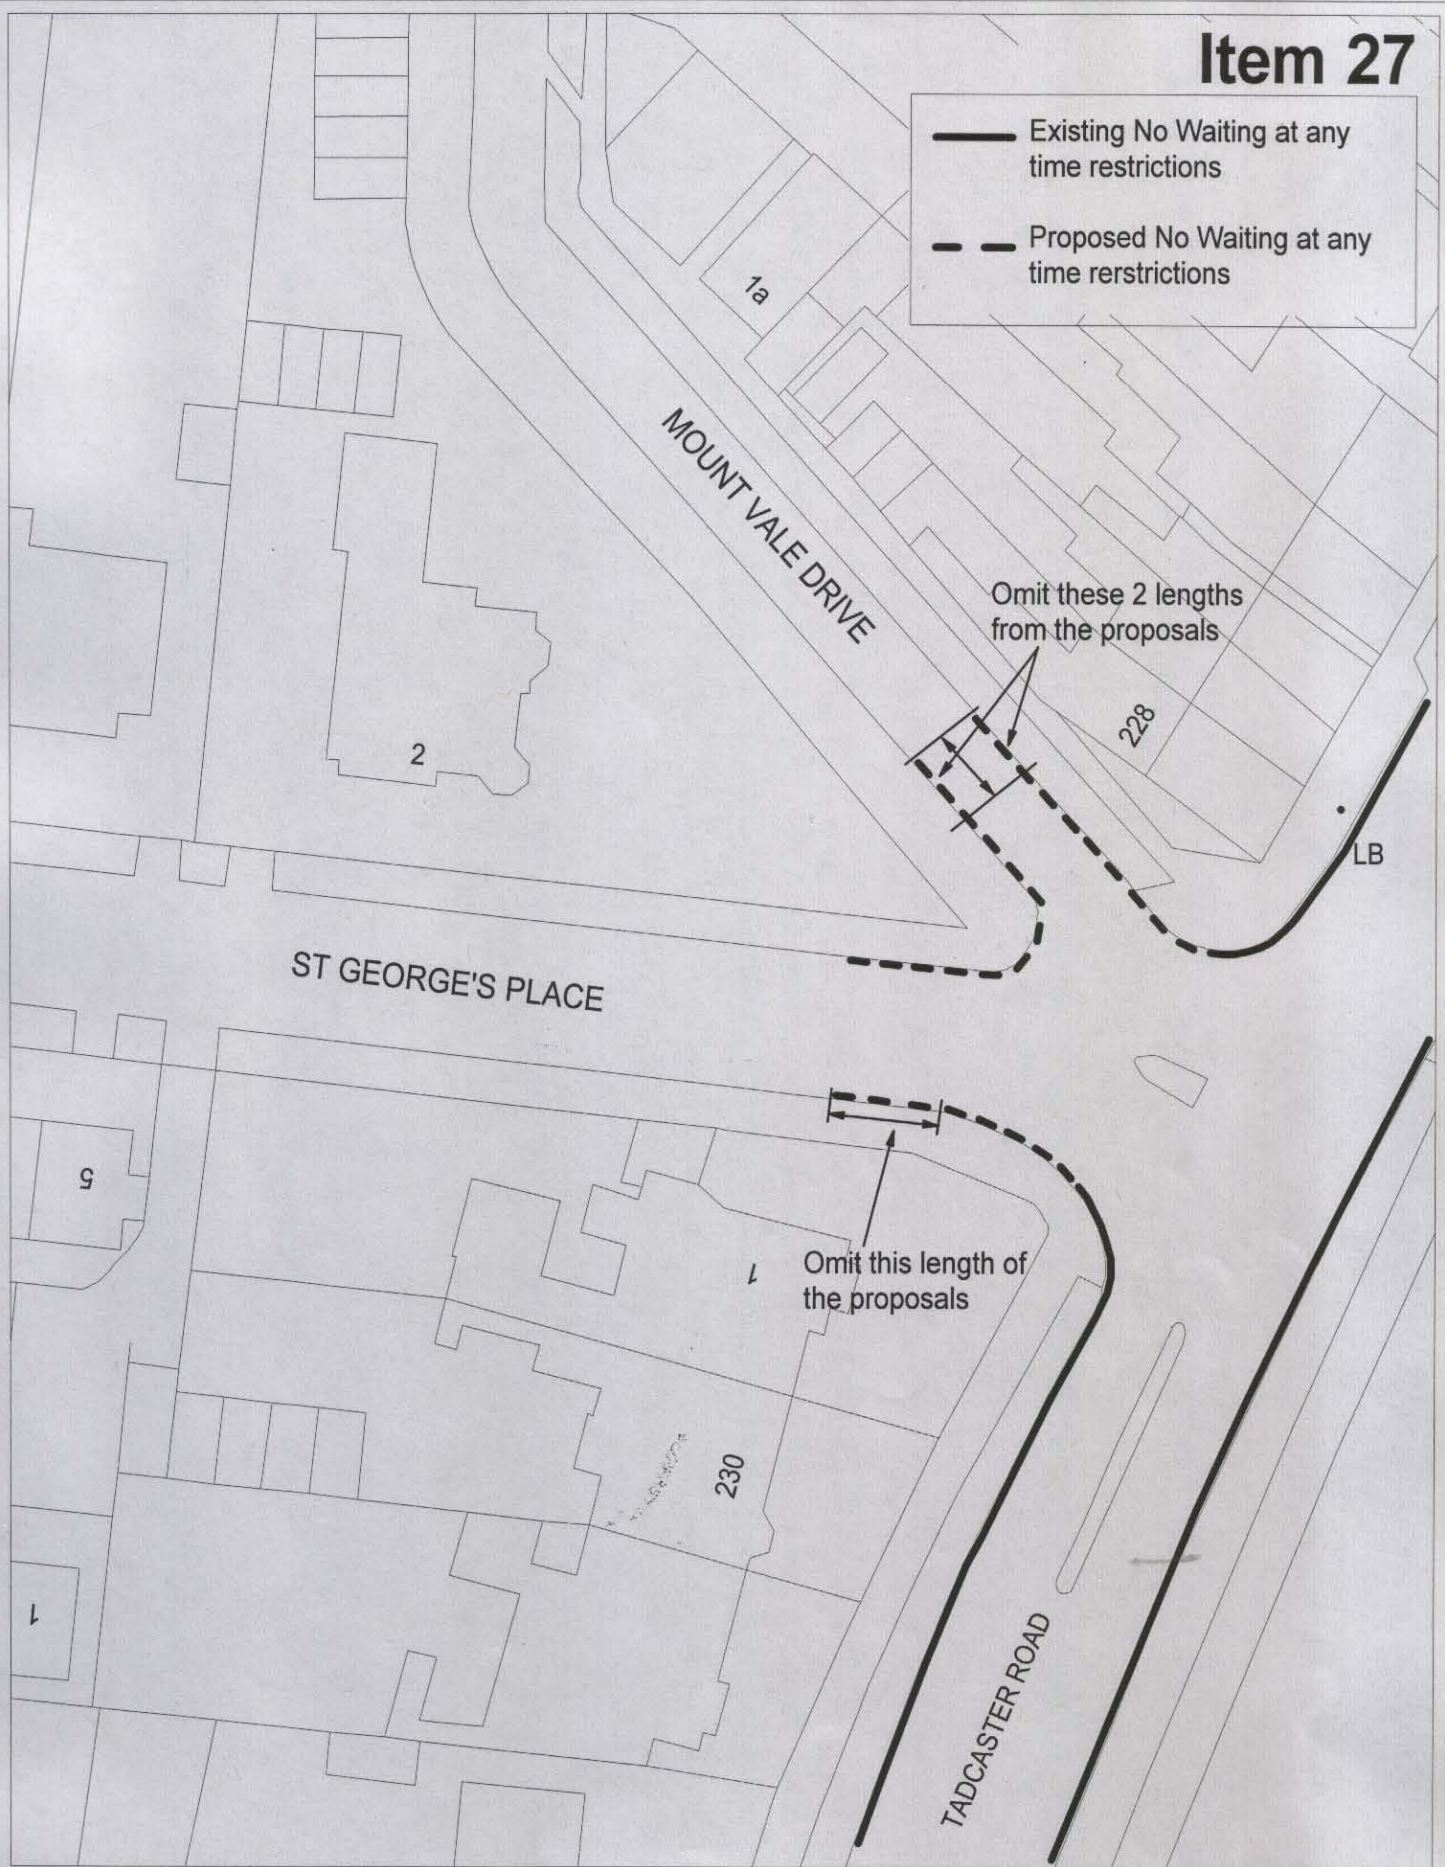 Item 27
Existing No Waiting at any
time restrictions
Proposed No Waiting at any
time rerstrictions
1a
MOUNT VALE DRIVE
Omit these 2 lengths
from the proposals
228
2
LB
ST GEORGE'S PLACE
5
Omit this length of
the proposals
1
230
1
TADCASTER ROAD